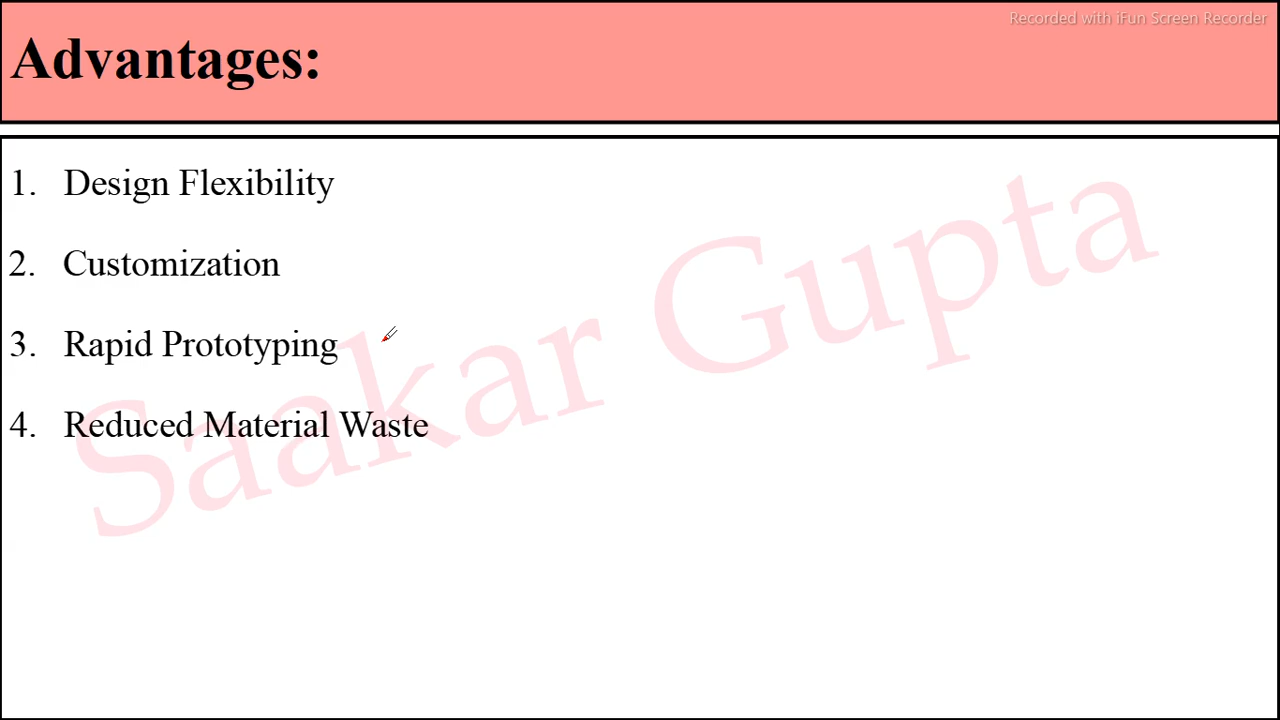 Recorded with iFun Screen Recorder
Advantages:
1. Design Flexibility
2. Customization
3. Rapid Prototyping
4. Reduced Material Waste
Saakar Gupta